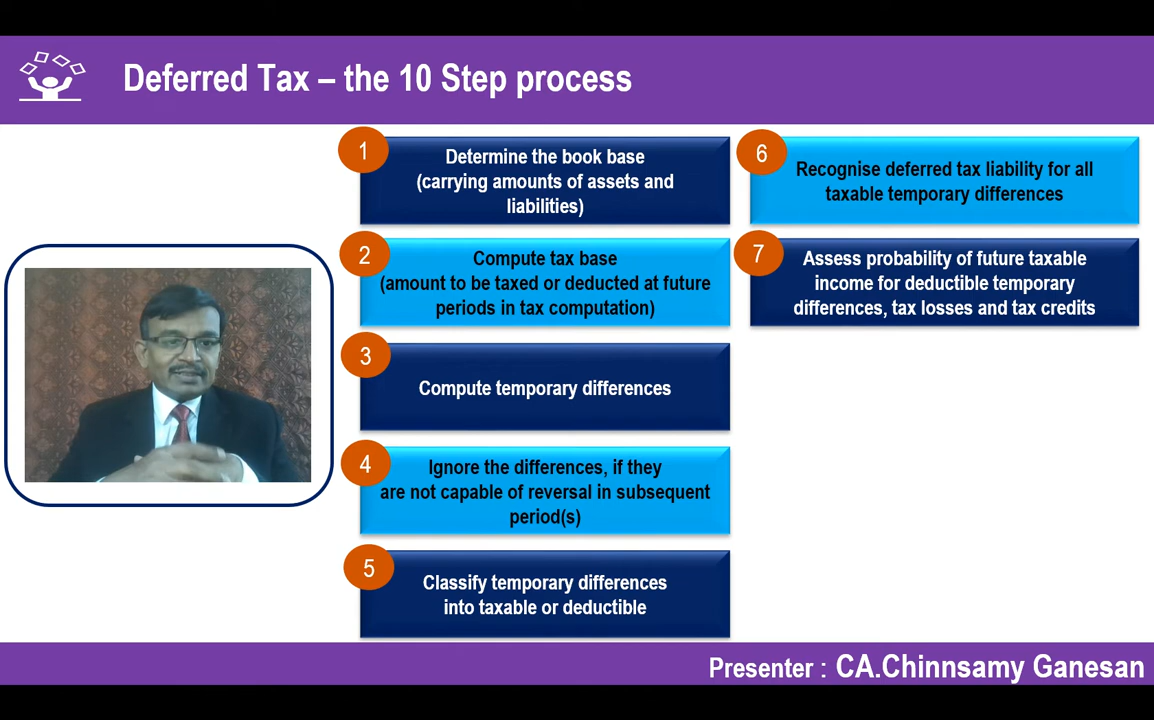 Deferred Tax – the 10 Step process
1
Determine the book base
(carrying amounts of assets and
liabilities)
2
Compute tax base
(amount to be taxed or deducted at future
periods in tax computation)
3
Compute temporary differences
4
Ignore the differences, if they
are not capable of reversal in subsequent
period(s)
5
Classify temporary differences
into taxable or deductible
6
Recognise deferred tax liability for all
taxable temporary differences
7
Assess probability of future taxable
income for deductible temporary
differences, tax losses and tax credits
Presenter : CA.Chinnsamy Ganesan